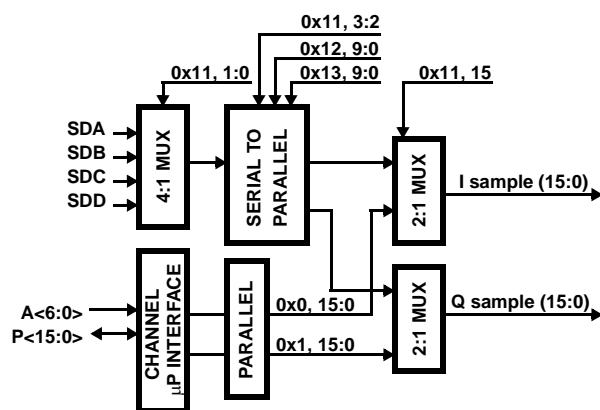 0x11, 3:2
0x12, 9:0
0x11, 1:0
0x13, 9:0
0x11, 15
SDA
SDB
SDC
SDD
4:1 MUX
SERIAL TO
PARALLEL
2:1 MUX
I sample (15:0)
A<6:0>
P<15:0>
CHANNEL
µP INTERFACE
PARALLEL
0x0, 15:0
0x1, 15:0
2:1 MUX
Q sample (15:0)